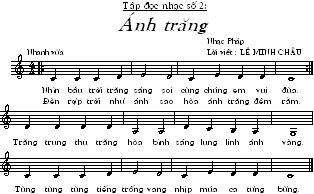 Tập đọc nhạc số 2:
Ánh trăng
Nhạc Pháp
Nhanh vừa
Lời viết: LÊ MINH CHÂU
Nhìn bầu trời trăng sáng soi cùng chúng em vui đùa.
Đèn rợp trời như ánh sao hòa ánh trăng đêm rằm.
Trăng trung thu trăng hòa bình sáng lung linh ánh vàng.
Tùng tùng tùng tiếng trống vang nhịp múa ca tưng bừng.